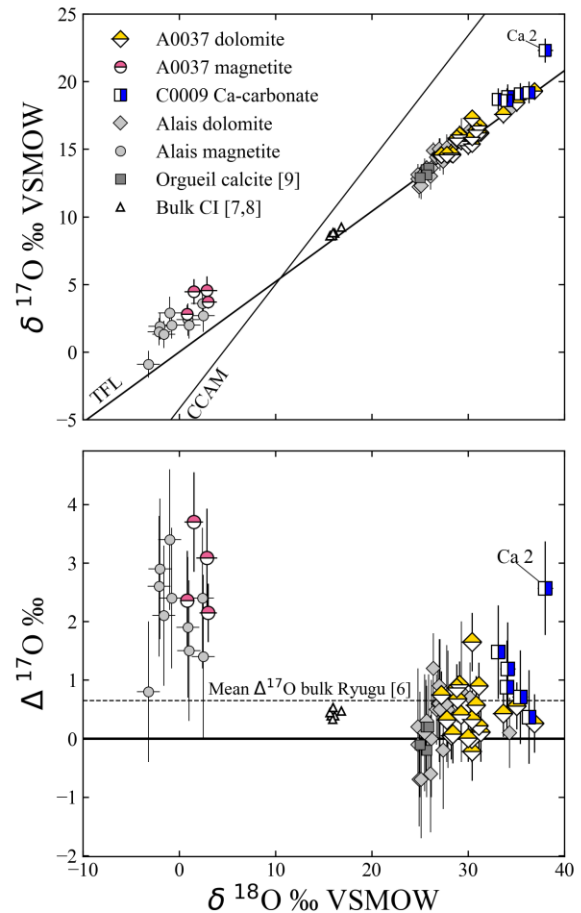 δ ¹⁷O ‰ VSMOW
25
20
15
10
5
0
−5
A0037 dolomite
A0037 magnetite
C0009 Ca-carbonate
Alais dolomite
Alais magnetite
Orgueil calcite [9]
Bulk CI [7,8]
Ca 2
TFL
CCAM
Δ ¹⁷O ‰
4
3
2
1
0
−1
−2
Ca 2
Mean Δ¹⁷O bulk Ryugu [6]
−10 0 10 20 30 40
δ ¹⁸O ‰ VSMOW